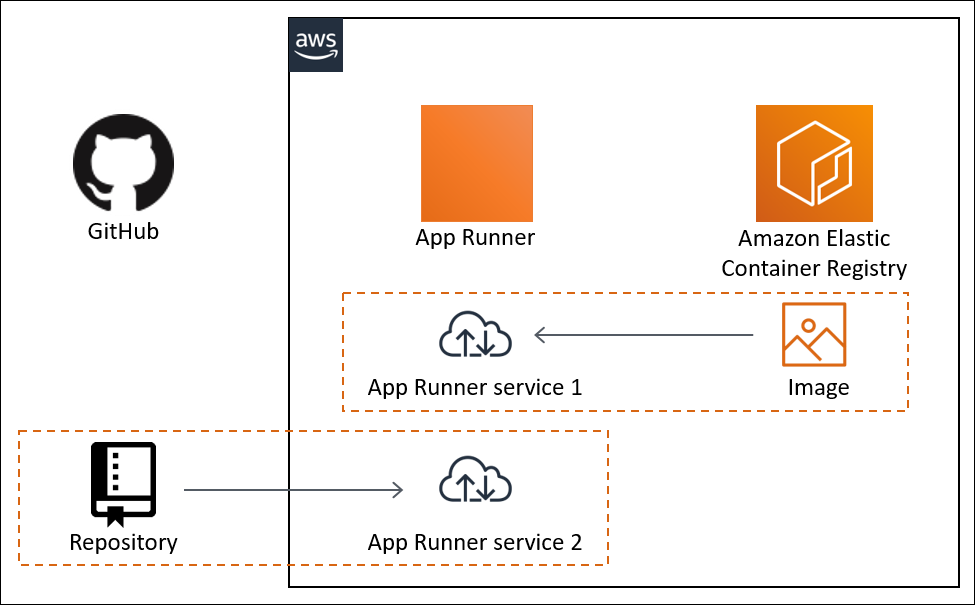 aws
GitHub
App Runner
Amazon Elastic
Container Registry
App Runner service 1
Image
Repository
App Runner service 2